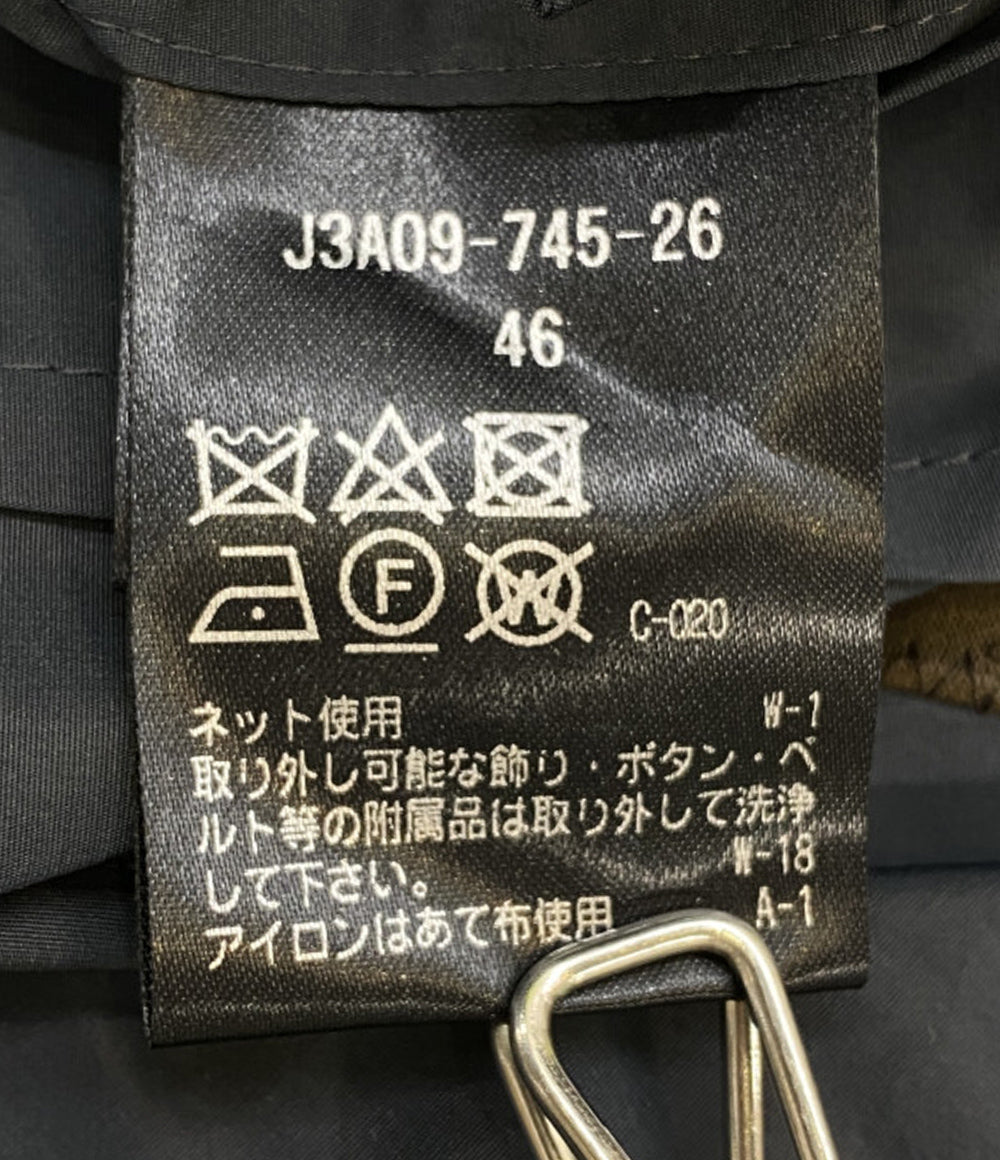 J3A09-745-26
46
F
W
C-020
ネット使用 W-1
取り外し可能な飾り・ボタン・ベ
ルト等の附属品は取り外して洗浄
して下さい。 W-18
アイロンはあて布使用 A-1